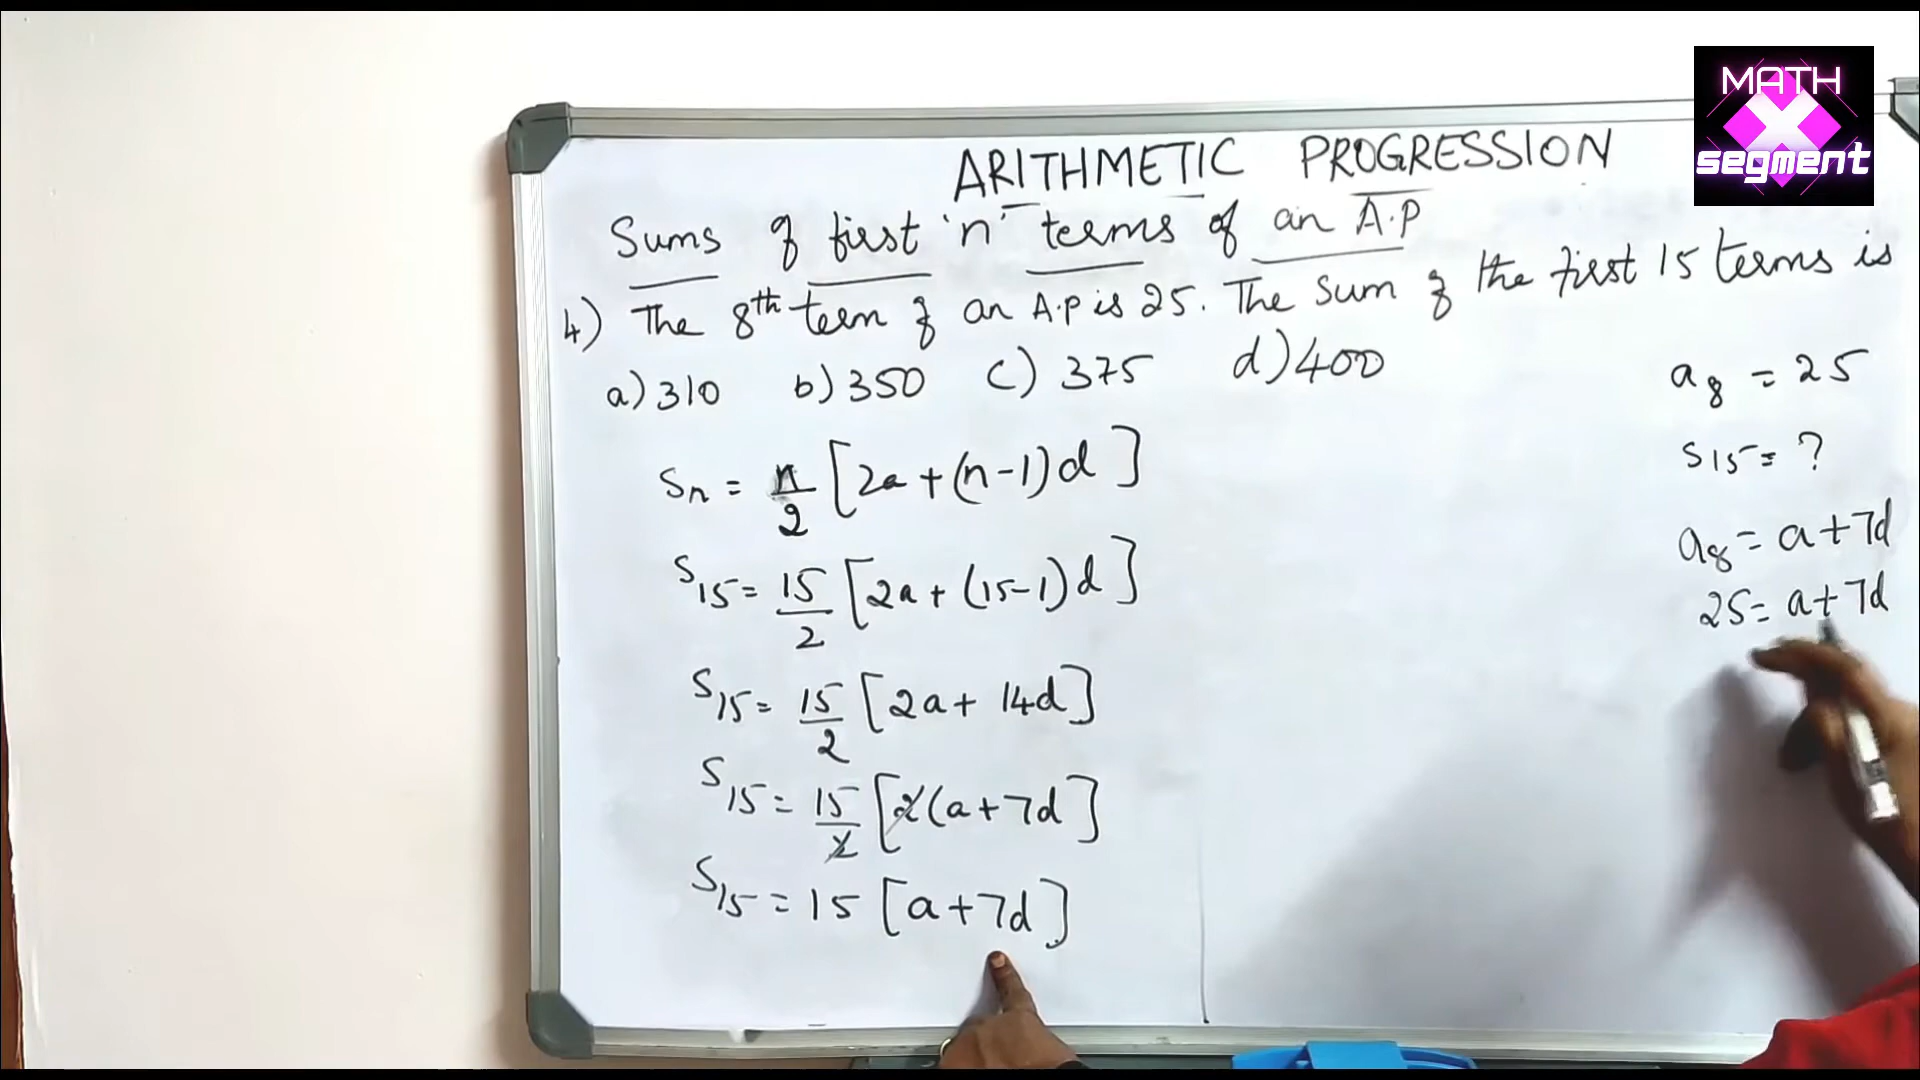 MATH
segment
ARITHMETIC PROGRESSION
Sums of first 'n' terms of an A.P
4) The 8th term of an A.P is 25. The Sum of the first 15 terms is
a) 310 b) 350 c) 375 d) 400
Sn = n/2 [2a + (n-1)d]
S15 = 15/2 [2a + (15-1)d]
S15 = 15/2 [2a + 14d]
S15 = 15/2 [2(a + 7d]
S15 = 15 [a + 7d]
a8 = 25
S15 = ?
a8 = a + 7d
25 = a + 7d